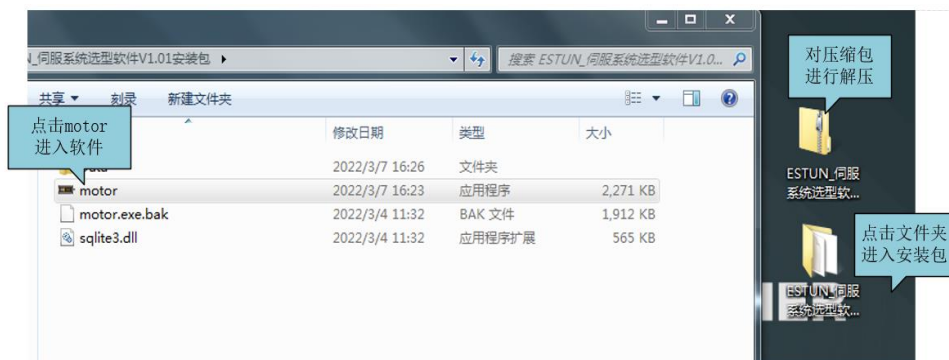 _伺服系统选型软件V1.01安装包
搜索 ESTUN_伺服系统选型软件V1.0...
对压缩包
进行解压
共享
刻录
新建文件夹
点击motor
进入软件
修改日期
类型
大小
2022/3/7 16:26
文件夹
motor
2022/3/7 16:23
应用程序
2,271 KB
motor.exe.bak
2022/3/4 11:32
BAK 文件
1,912 KB
sqlite3.dll
2022/3/4 11:32
应用程序扩展
565 KB
ESTUN_伺服
系统选型软...
点击文件夹
进入安装包
ESTUN_伺服
系统选型软...